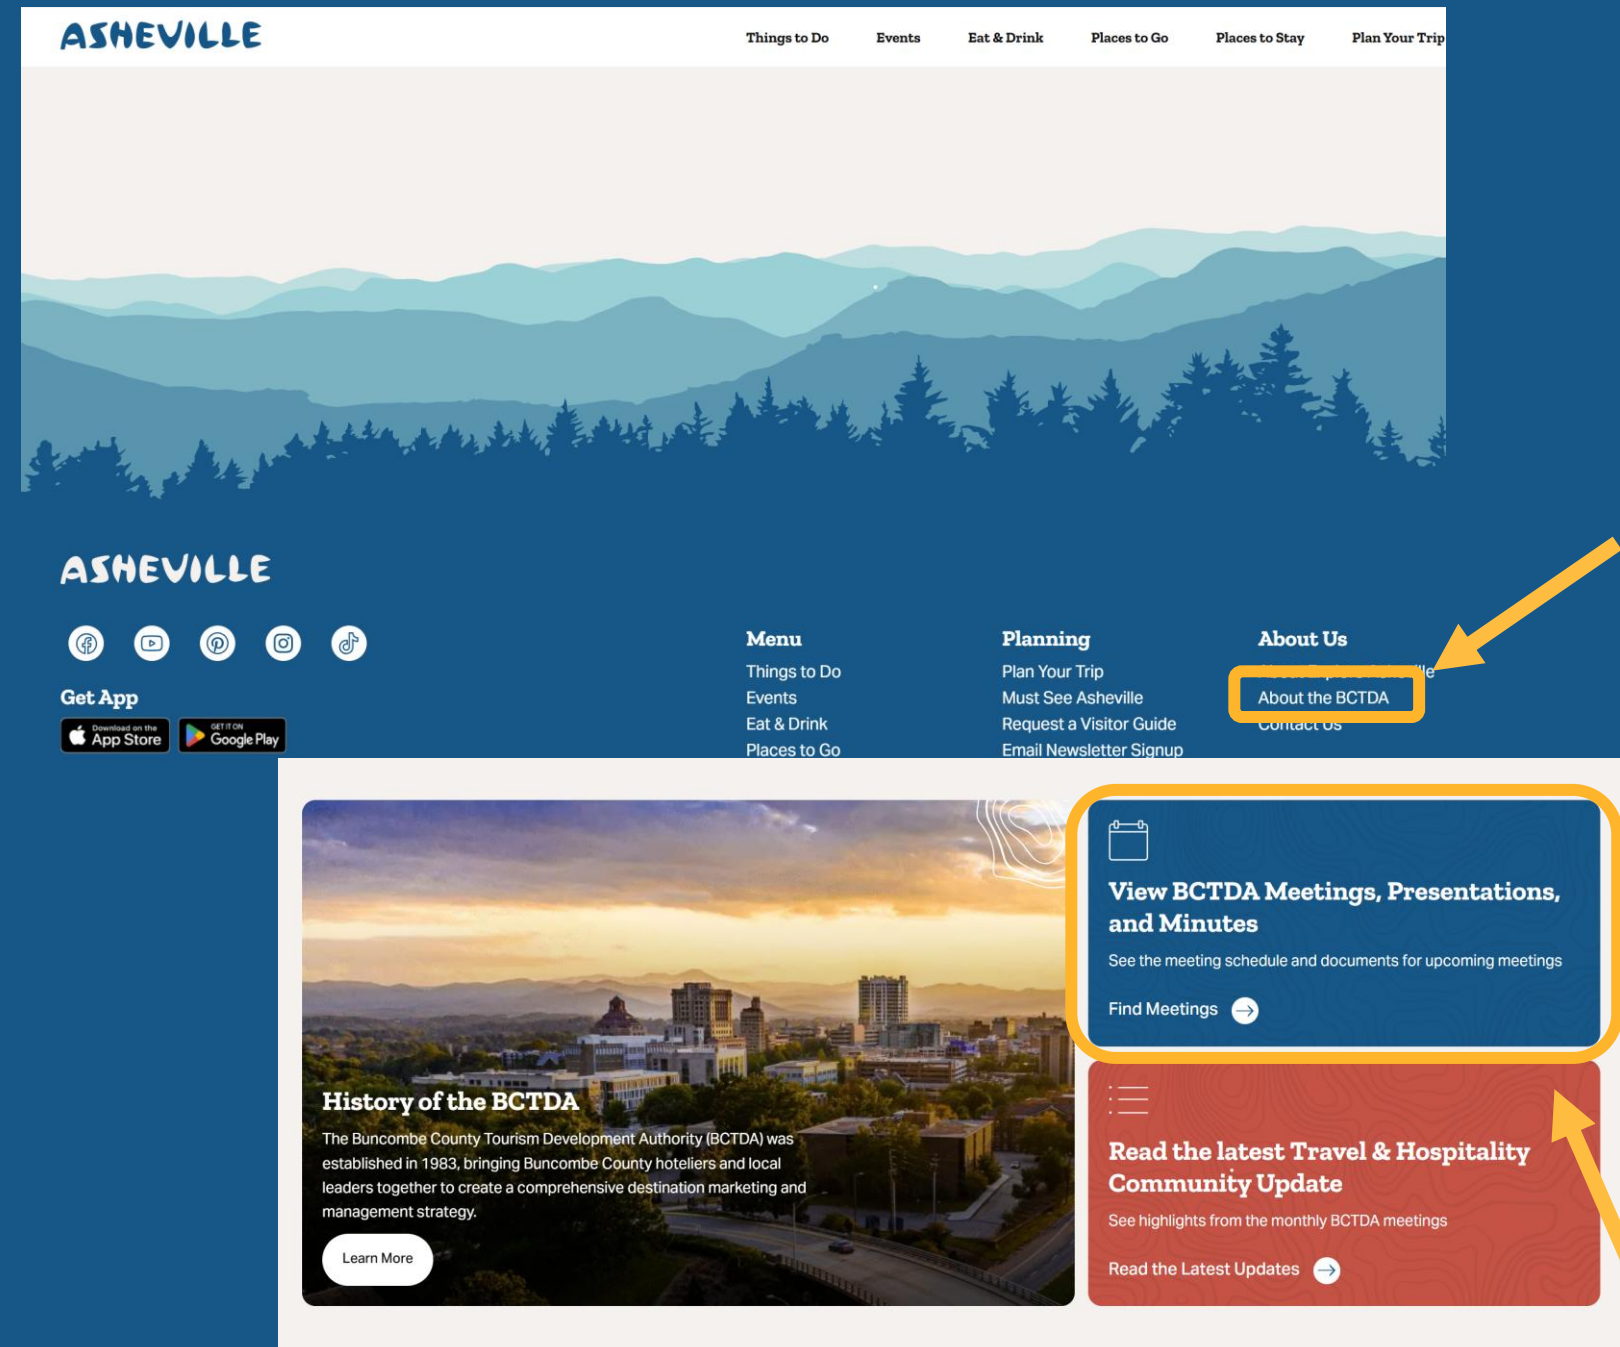 ASHEVILLE
Things to Do Events Eat & Drink Places to Go Places to Stay Plan Your Trip
ASHEVILLE
Get App
Download on the
App Store
GET IT ON
Google Play
Menu
Things to Do
Events
Eat & Drink
Places to Go
Planning
Plan Your Trip
Must See Asheville
Request a Visitor Guide
Email Newsletter Signup
About Us
About the BCTDA
Contact Us
History of the BCTDA
The Buncombe County Tourism Development Authority (BCTDA) was
established in 1983, bringing Buncombe County hoteliers and local
leaders together to create a comprehensive destination marketing and
management strategy.
Learn More
View BCTDA Meetings, Presentations,
and Minutes
See the meeting schedule and documents for upcoming meetings
Find Meetings
Read the latest Travel & Hospitality
Community Update
See highlights from the monthly BCTDA meetings
Read the Latest Updates